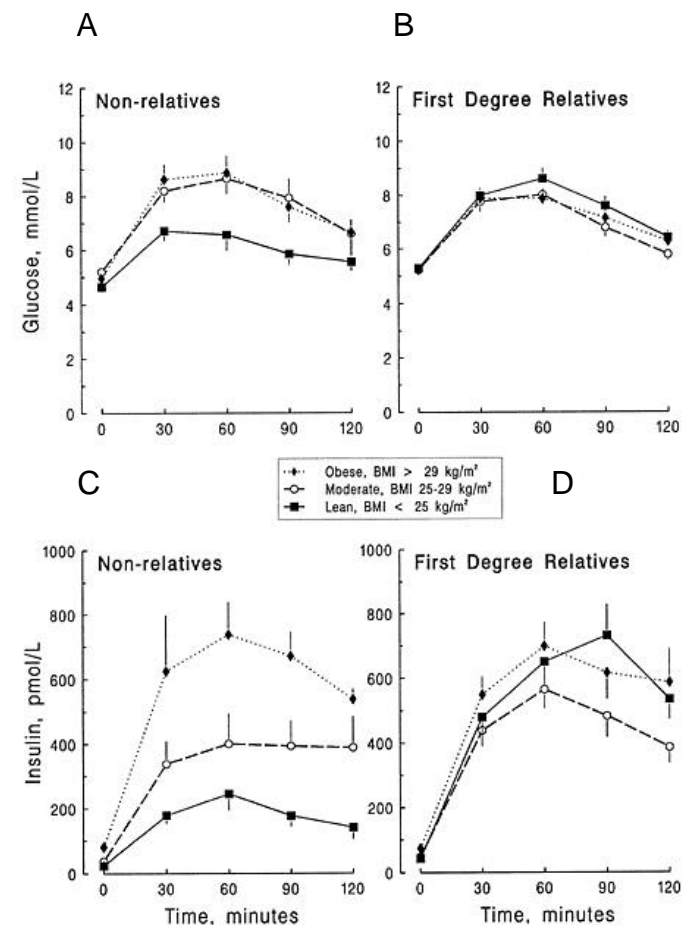 A
B
Non-relatives
First Degree Relatives
Glucose, mmol/L
12
10
8
6
4
2
0
0 30 60 90 120
12
10
8
6
4
2
0
0 30 60 90 120
C
D
Obese, BMI > 29 kg/m²
Moderate, BMI 25-29 kg/m²
Lean, BMI < 25 kg/m²
Non-relatives
First Degree Relatives
Insulin, pmol/L
1000
800
600
400
200
0
0 30 60 90 120
Time, minutes
1000
800
600
400
200
0
0 30 60 90 120
Time, minutes